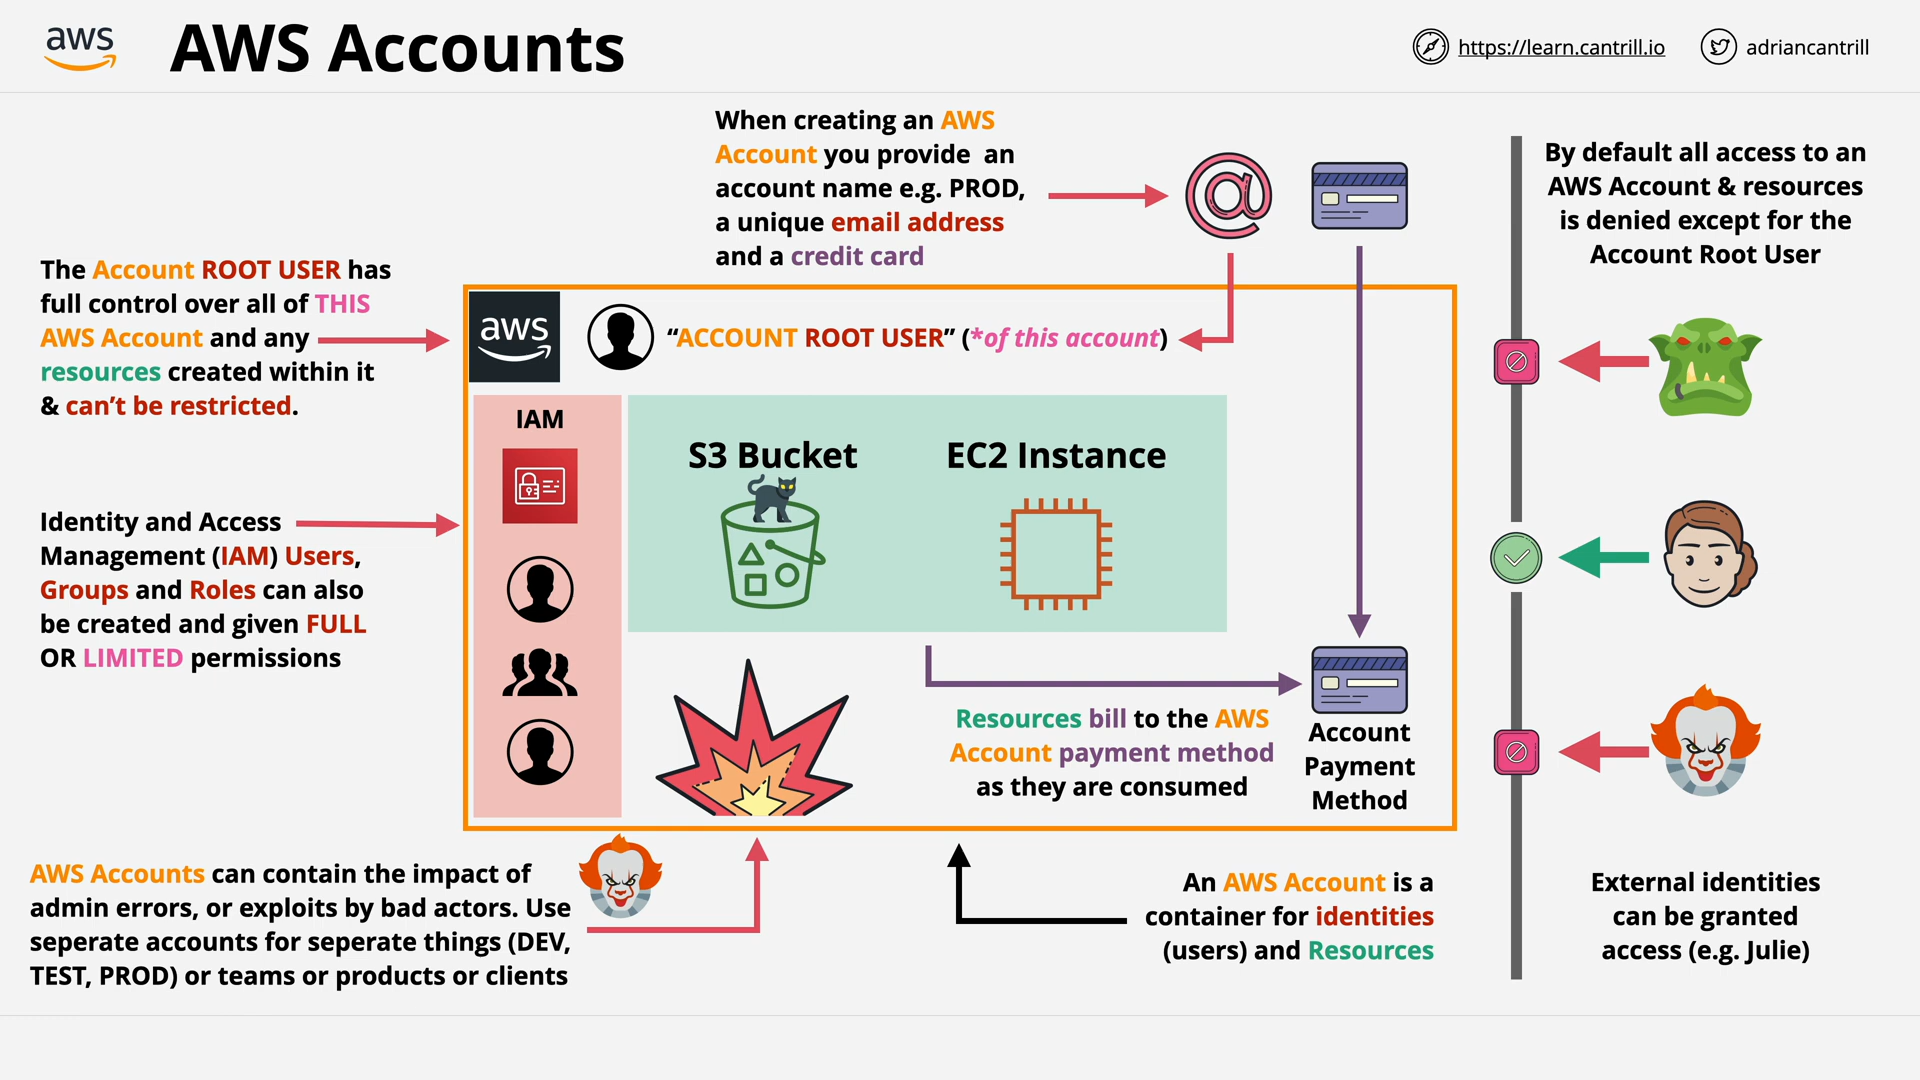 aws
AWS Accounts
https://learn.cantrill.io
adriancantrill
When creating an AWS
Account you provide  an
account name e.g. PROD,
a unique email address
and a credit card
By default all access to an
AWS Account & resources
is denied except for the
Account Root User
The Account ROOT USER has
full control over all of THIS
AWS Account and any
resources created within it
& can’t be restricted.
aws
“ACCOUNT ROOT USER” (*of this account)
IAM
S3 Bucket
EC2 Instance
Identity and Access
Management (IAM) Users,
Groups and Roles can also
be created and given FULL
OR LIMITED permissions
Resources bill to the AWS
Account payment method
as they are consumed
Account
Payment
Method
AWS Accounts can contain the impact of
admin errors, or exploits by bad actors. Use
seperate accounts for seperate things (DEV,
TEST, PROD) or teams or products or clients
An AWS Account is a
container for identities
(users) and Resources
External identities
can be granted
access (e.g. Julie)